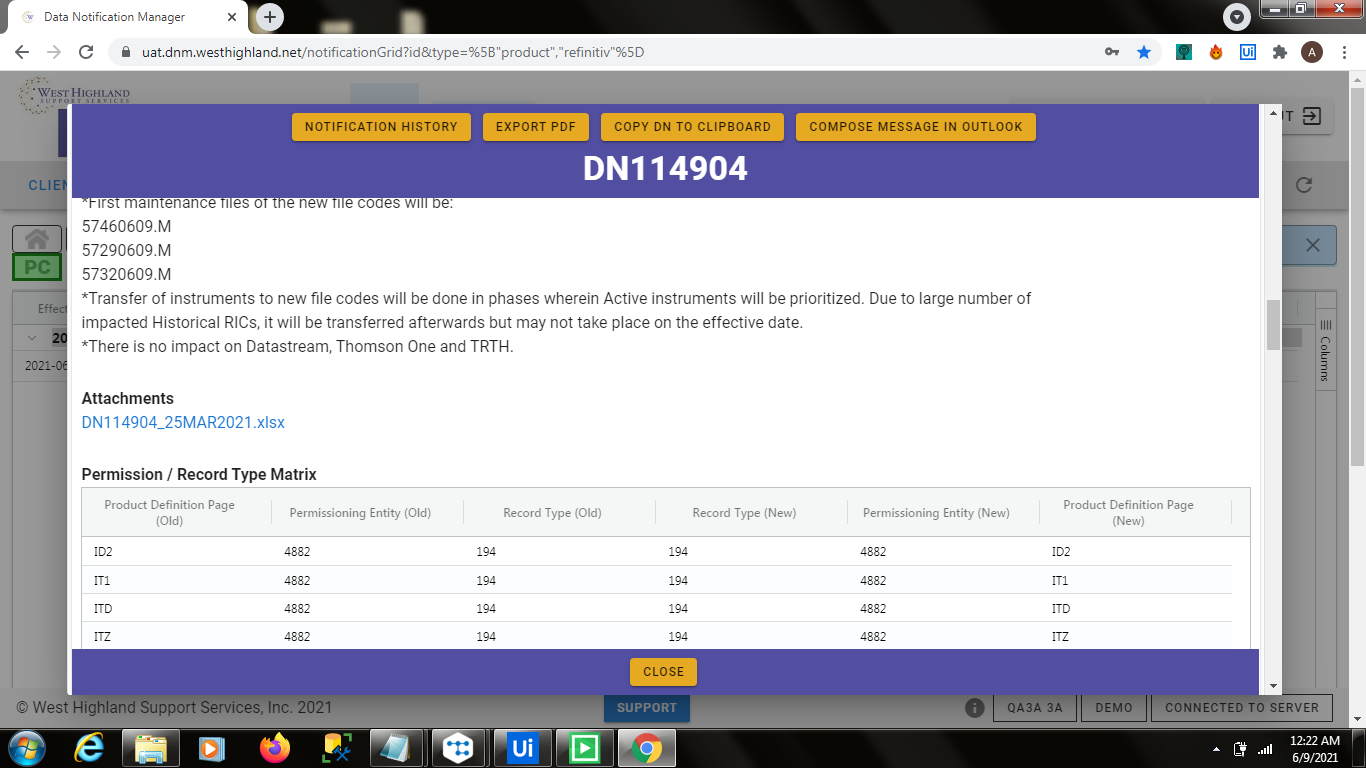 Data Notification Manager
uat.dnm.westhighland.net/notificationGrid?id&type=%5B"product","refinitiv"%5D
A
WEST HIGHLAND
SUPPORT SERVICES
NOTIFICATION HISTORY
EXPORT PDF
COPY DN TO CLIPBOARD
COMPOSE MESSAGE IN OUTLOOK
DN114904
CLIEN
PC
Effect
20
2021-06
Columns
*First maintenance files of the new file codes will be:
57460609.M
57290609.M
57320609.M
*Transfer of instruments to new file codes will be done in phases wherein Active instruments will be prioritized. Due to large number of
impacted Historical RICs, it will be transferred afterwards but may not take place on the effective date.
*There is no impact on Datastream, Thomson One and TRTH.
Attachments
DN114904_25MAR2021.xlsx
Permission / Record Type Matrix
Product Definition Page (Old) Permissioning Entity (Old) Record Type (Old) Record Type (New) Permissioning Entity (New) Product Definition Page (New)
ID2 4882 194 194 4882 ID2
IT1 4882 194 194 4882 IT1
ITD 4882 194 194 4882 ITD
ITZ 4882 194 194 4882 ITZ
CLOSE
© West Highland Support Services, Inc. 2021
SUPPORT
QA3A 3A
DEMO
CONNECTED TO SERVER
Ui
12:22 AM
6/9/2021